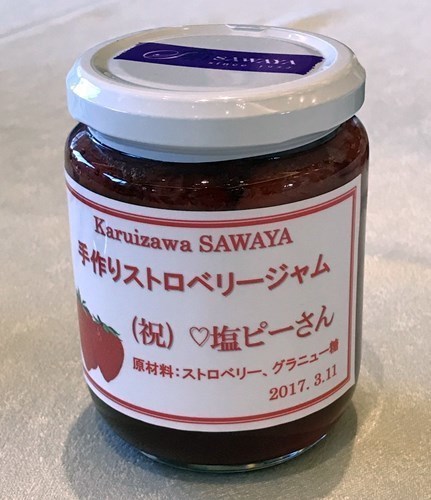 SAWAYA
Karuizawa SAWAYA
手作りストロベリージャム
(祝) ♡塩ピーさん
原材料:ストロベリー、グラニュー糖
2017. 3.11